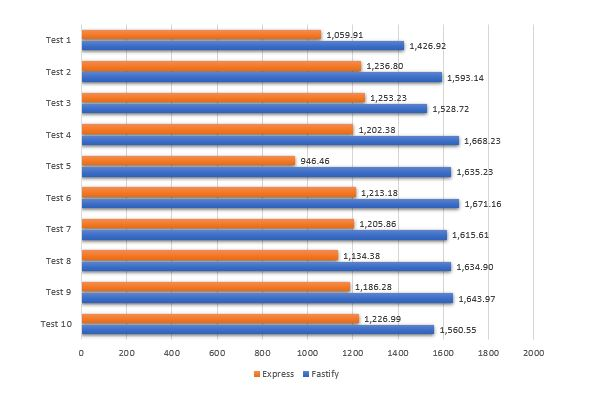 Test 1
1,059.91
1,426.92
Test 2
1,236.80
1,593.14
Test 3
1,253.23
1,528.72
Test 4
1,202.38
1,668.23
Test 5
946.46
1,635.23
Test 6
1,213.18
1,671.16
Test 7
1,205.86
1,615.61
Test 8
1,134.38
1,634.90
Test 9
1,186.28
1,643.97
Test 10
1,226.99
1,560.55
0 200 400 600 800 1000 1200 1400 1600 1800 2000
Express Fastify